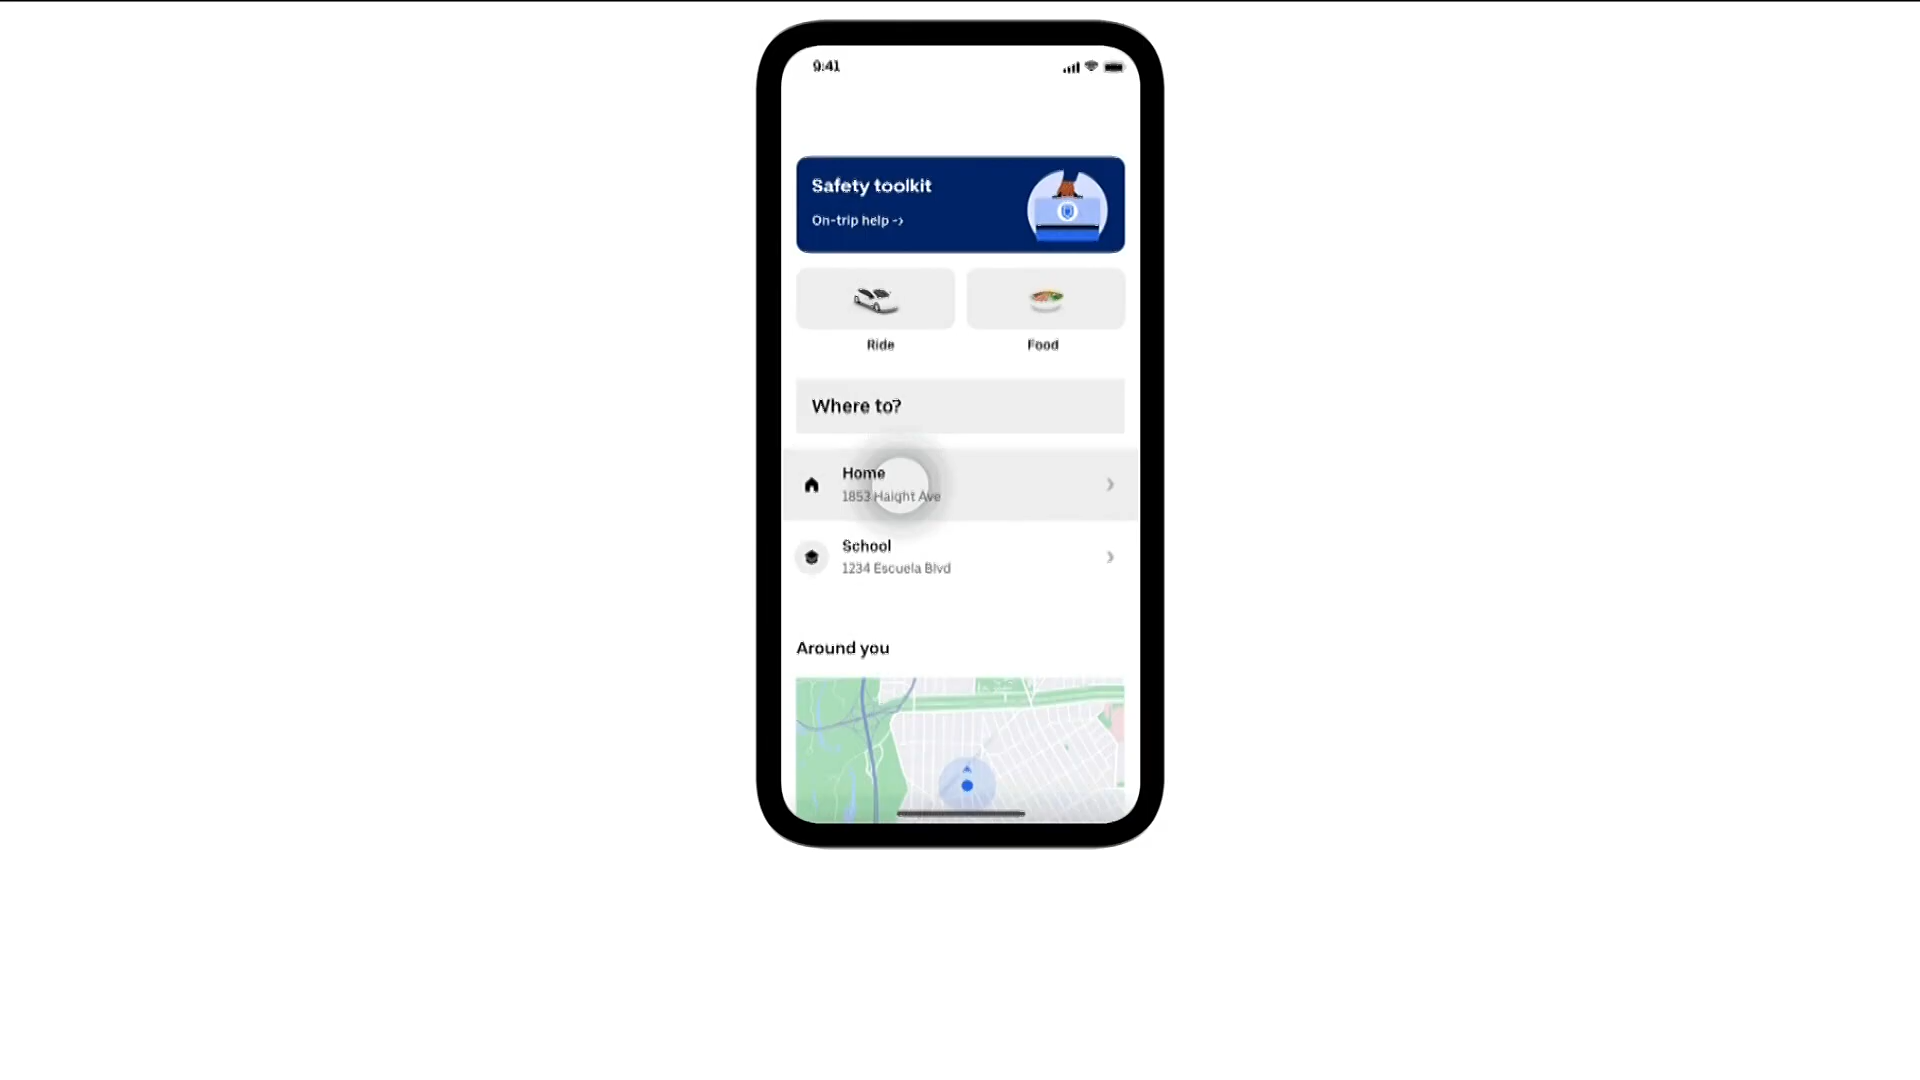 9:41
Safety toolkit
On-trip help ->
Ride
Food
Where to?
Home
1853 Haight Ave
School
1234 Escuela Blvd
Around you